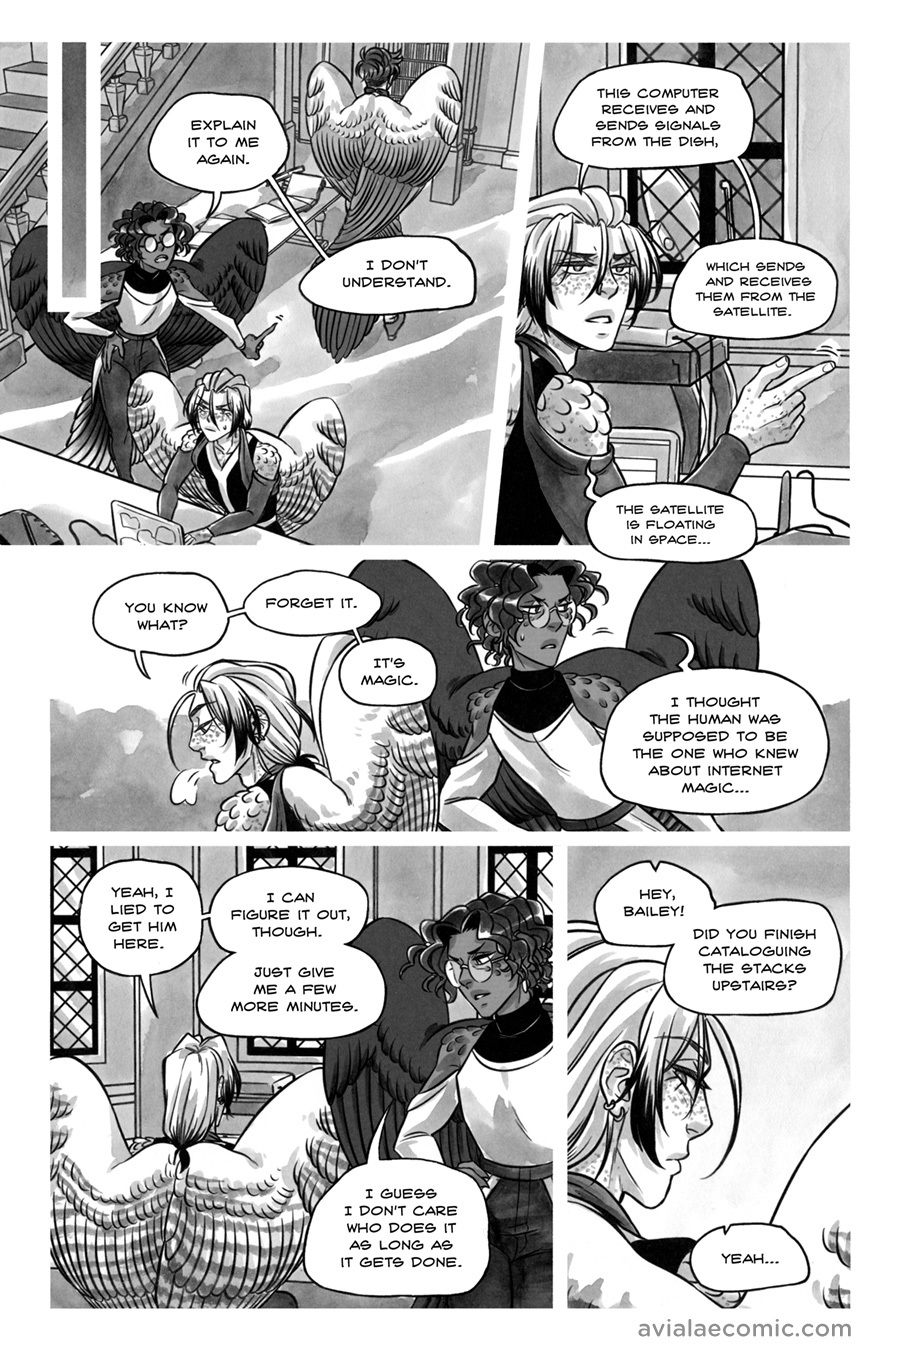 EXPLAIN
IT TO ME
AGAIN.
I DON'T
UNDERSTAND.
THIS COMPUTER
RECEIVES AND
SENDS SIGNALS
FROM THE DISH,
WHICH SENDS
AND RECEIVES
THEM FROM THE
SATELLITE.
THE SATELLITE
IS FLOATING
IN SPACE...
YOU KNOW
WHAT?
FORGET IT.
IT'S
MAGIC.
I THOUGHT
THE HUMAN WAS
SUPPOSED TO BE
THE ONE WHO KNEW
ABOUT INTERNET
MAGIC...
YEAH, I
LIED TO
GET HIM
HERE.
I CAN
FIGURE IT OUT,
THOUGH.
JUST GIVE
ME A FEW
MORE MINUTES.
I GUESS
I DON'T CARE
WHO DOES IT
AS LONG AS
IT GETS DONE.
HEY,
BAILEY!
DID YOU FINISH
CATALOGUING
THE STACKS
UPSTAIRS?
YEAH...
avialaecomic.com